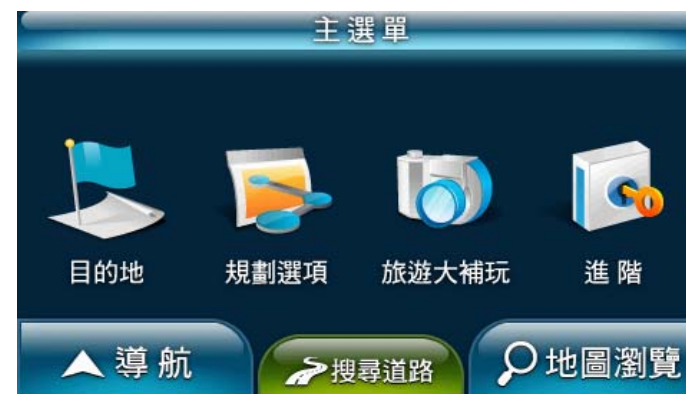 主選單
目的地
規劃選項
旅遊大補玩
進階
導航
搜尋道路
地圖瀏覽